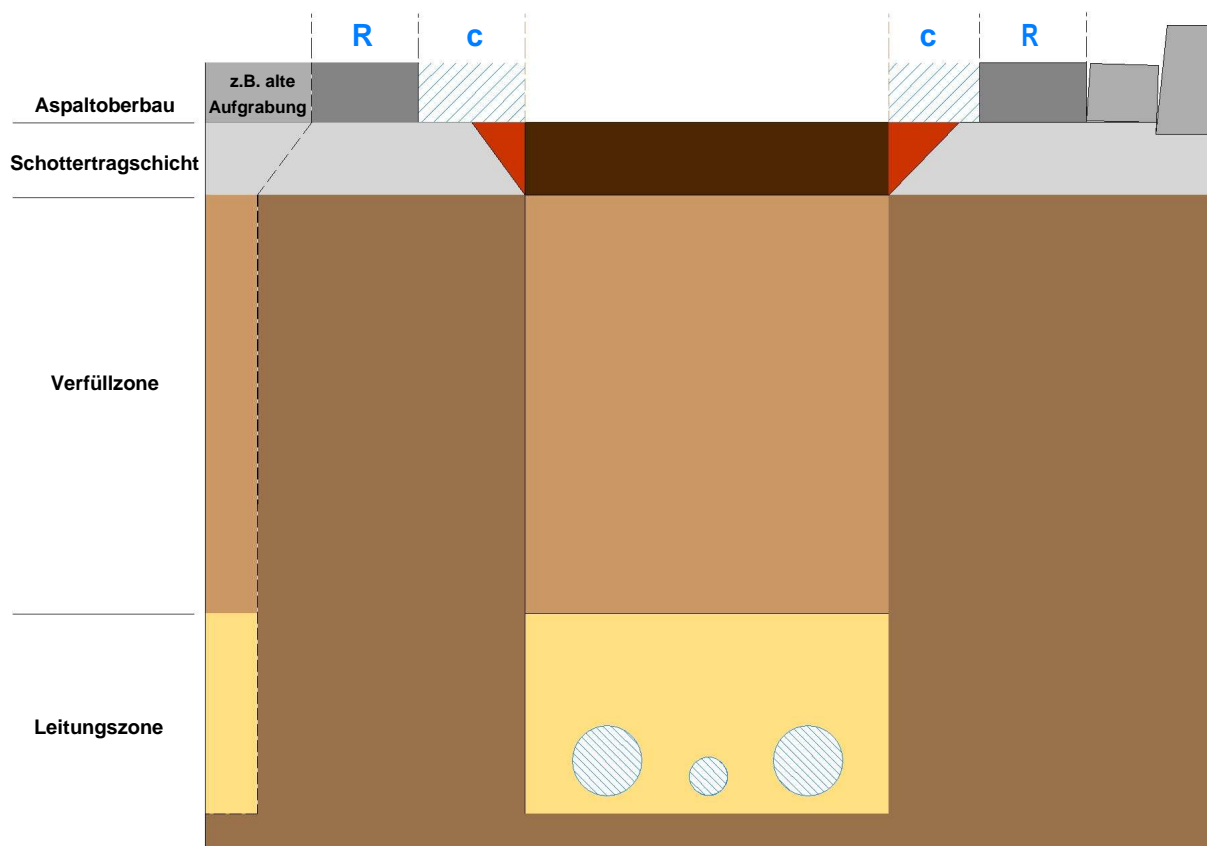 R c c R
z.B. alte
Aufgrabung
Aspaltoberbau
Schottertragschicht
Verfüllzone
Leitungszone